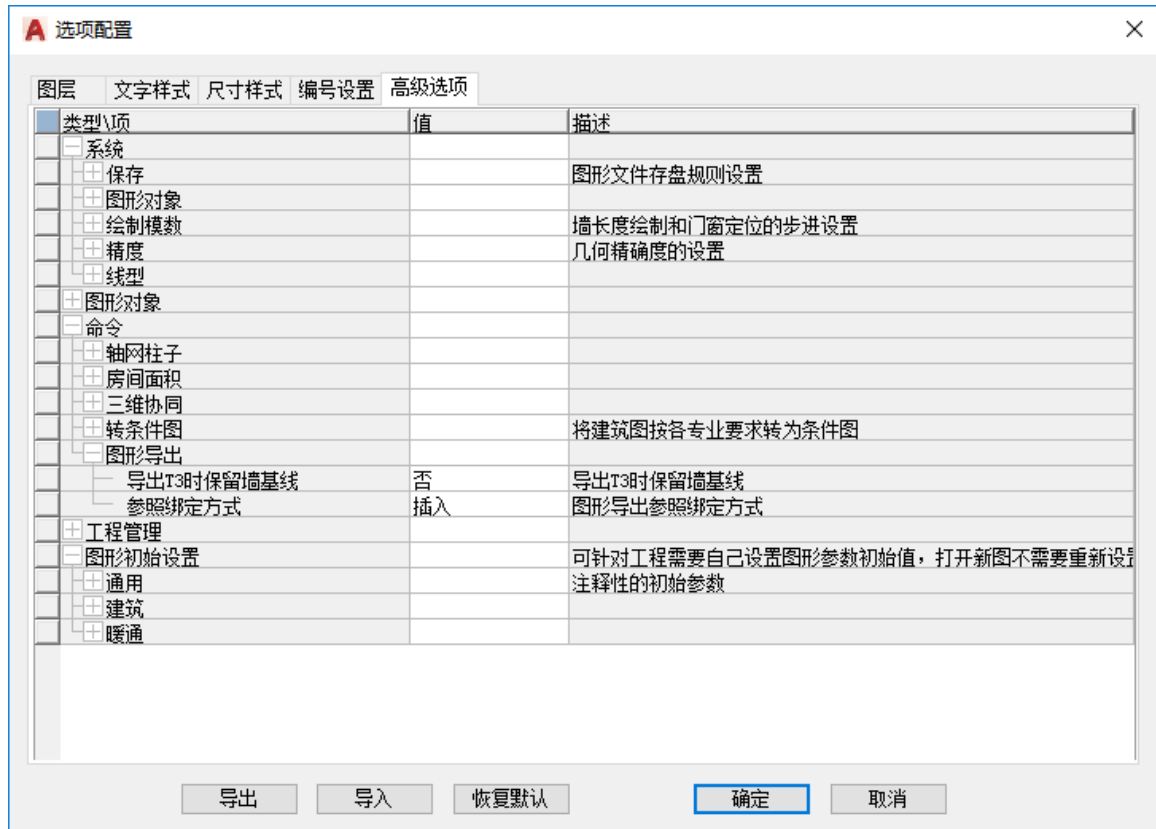 选项配置
图层 文字样式 尺寸样式 编号设置 高级选项
类型\项 值 描述
系统
保存 图形文件存盘规则设置
图形对象
绘制模数 墙长度绘制和门窗定位的步进设置
精度 几何精确度的设置
线型
图形对象
命令
轴网柱子
房间面积
三维协同
转条件图 将建筑图按各专业要求转为条件图
图形导出
导出T3时保留墙基线 否 导出T3时保留墙基线
参照绑定方式 插入 图形导出参照绑定方式
工程管理
图形初始设置 可针对工程需要自己设置图形参数初始值，打开新图不需要重新设
通用 注释性的初始参数
建筑
暖通
导出 导入 恢复默认 确定 取消